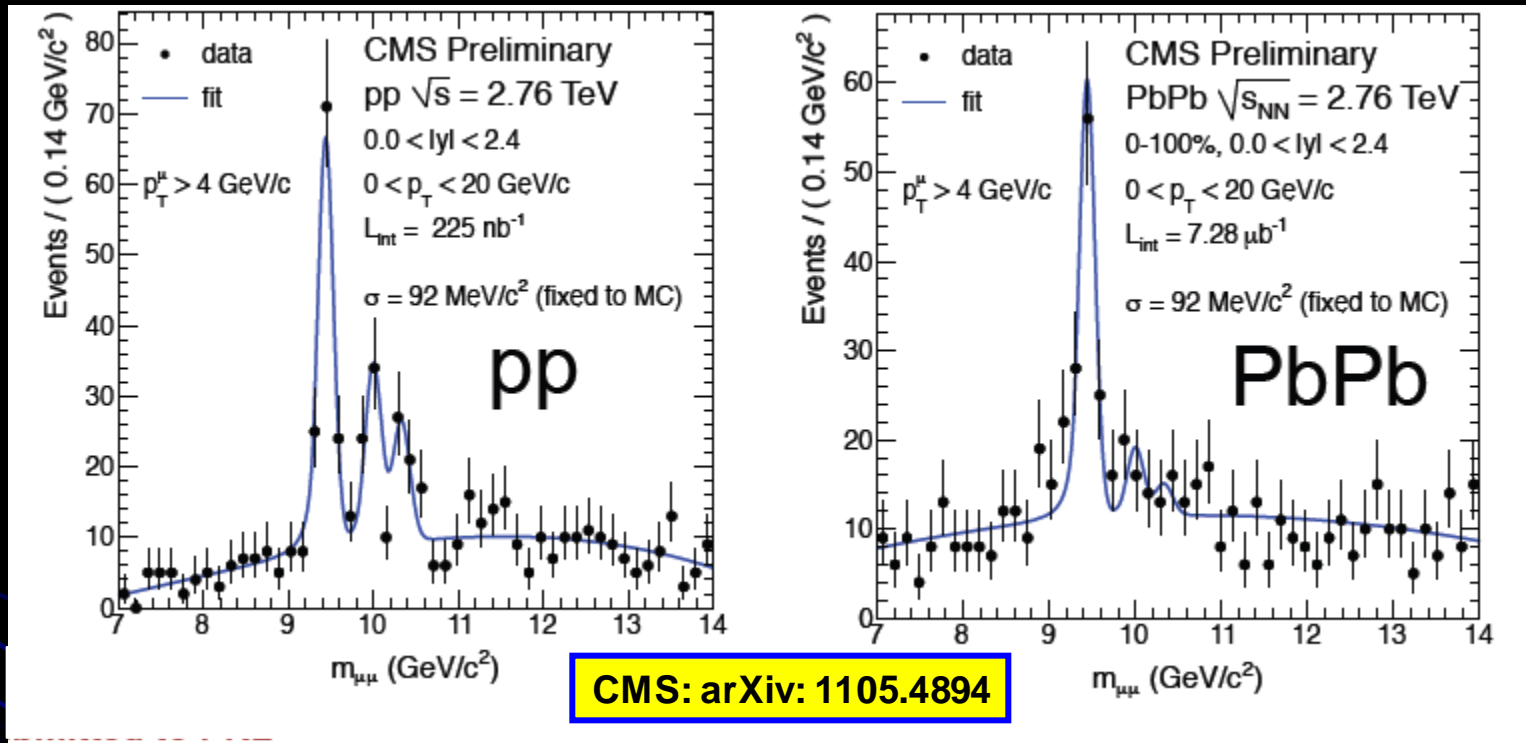 data
fit
CMS Preliminary
pp √s = 2.76 TeV
0.0 < |y| < 2.4
p_T^μ > 4 GeV/c
0 < p_T < 20 GeV/c
L_int = 225 nb⁻¹
σ = 92 MeV/c² (fixed to MC)
pp
Events / ( 0.14 GeV/c² )
80
70
60
50
40
30
20
10
0
7 8 9 10 11 12 13 14
m_μμ (GeV/c²)
data
fit
CMS Preliminary
PbPb √s_NN = 2.76 TeV
0-100%, 0.0 < |y| < 2.4
p_T^μ > 4 GeV/c
0 < p_T < 20 GeV/c
L_int = 7.28 μb⁻¹
σ = 92 MeV/c² (fixed to MC)
PbPb
Events / ( 0.14 GeV/c² )
60
50
40
30
20
10
0
7 8 9 10 11 12 13 14
m_μμ (GeV/c²)
CMS: arXiv: 1105.4894